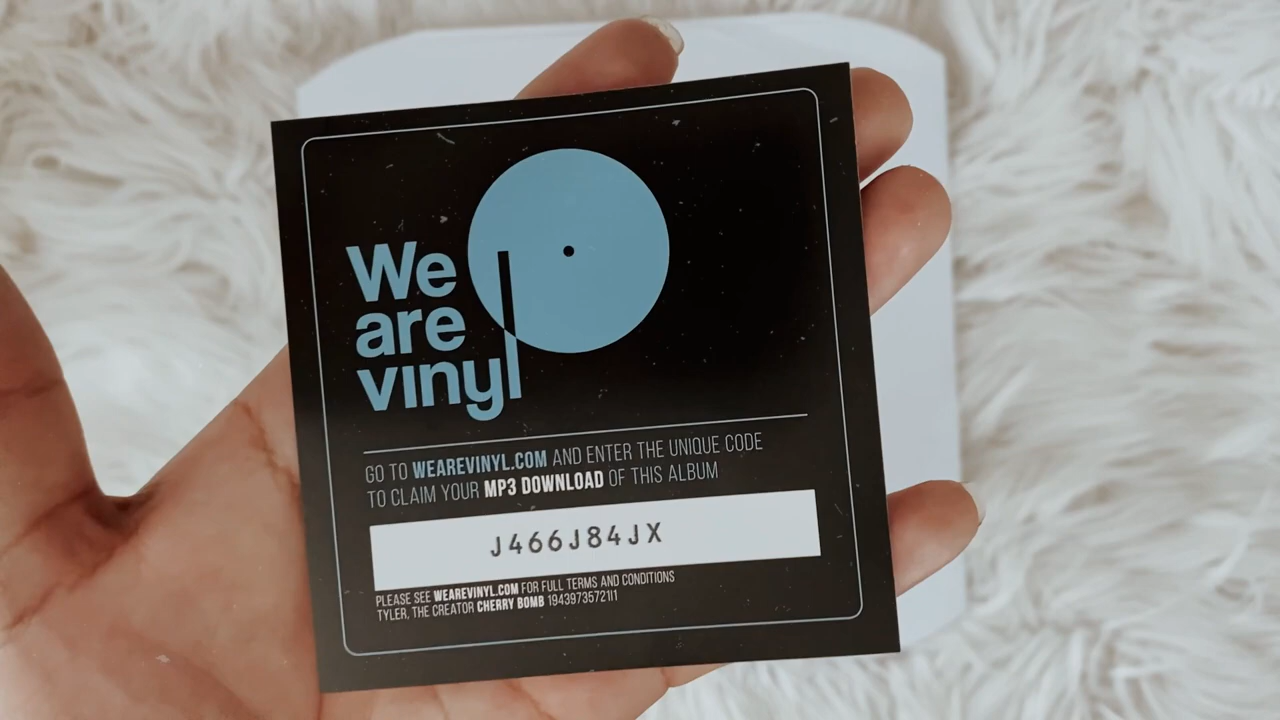 We
are
vinyl
GO TO WEAREVINYL.COM AND ENTER THE UNIQUE CODE
TO CLAIM YOUR MP3 DOWNLOAD OF THIS ALBUM
J466J84JX
PLEASE SEE WEAREVINYL.COM FOR FULL TERMS AND CONDITIONS
TYLER, THE CREATOR CHERRY BOMB 19439735721I1